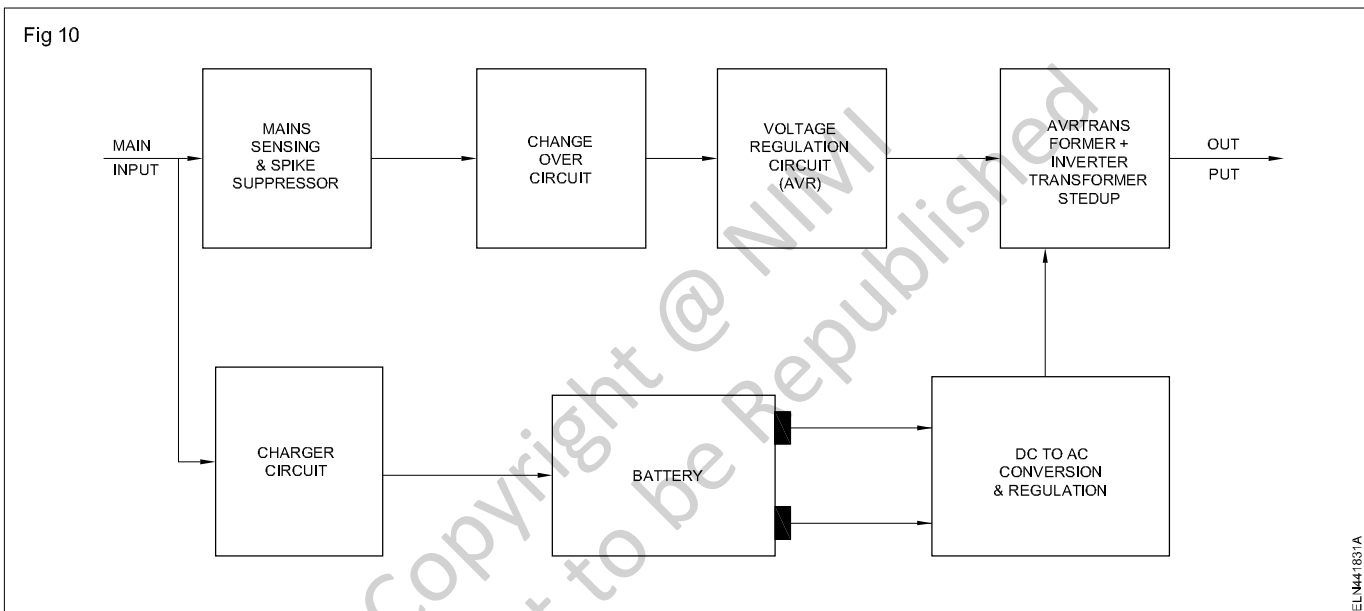 Fig 10
MAIN
INPUT
MAINS
SENSING
& SPIKE
SUPPRESSOR
CHANGE
OVER
CIRCUIT
VOLTAGE
REGULATION
CIRCUIT
(AVR)
AVRTRANS
FORMER +
INVERTER
TRANSFORMER
STEDUP
OUT
PUT
CHARGER
CIRCUIT
BATTERY
DC TO AC
CONVERSION
& REGULATION
ELN441831A
Copyright @ NIMI
to be Republished